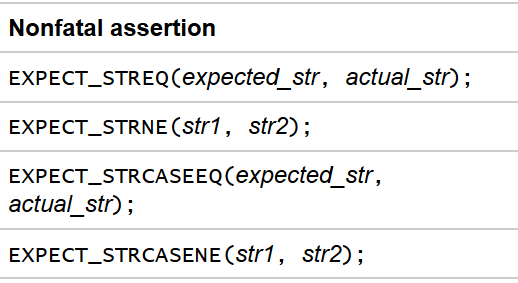 Nonfatal assertion
EXPECT_STREQ(expected_str, actual_str);
EXPECT_STRNE(str1, str2);
EXPECT_STRCASEEQ(expected_str,
actual_str);
EXPECT_STRCASENE(str1, str2);